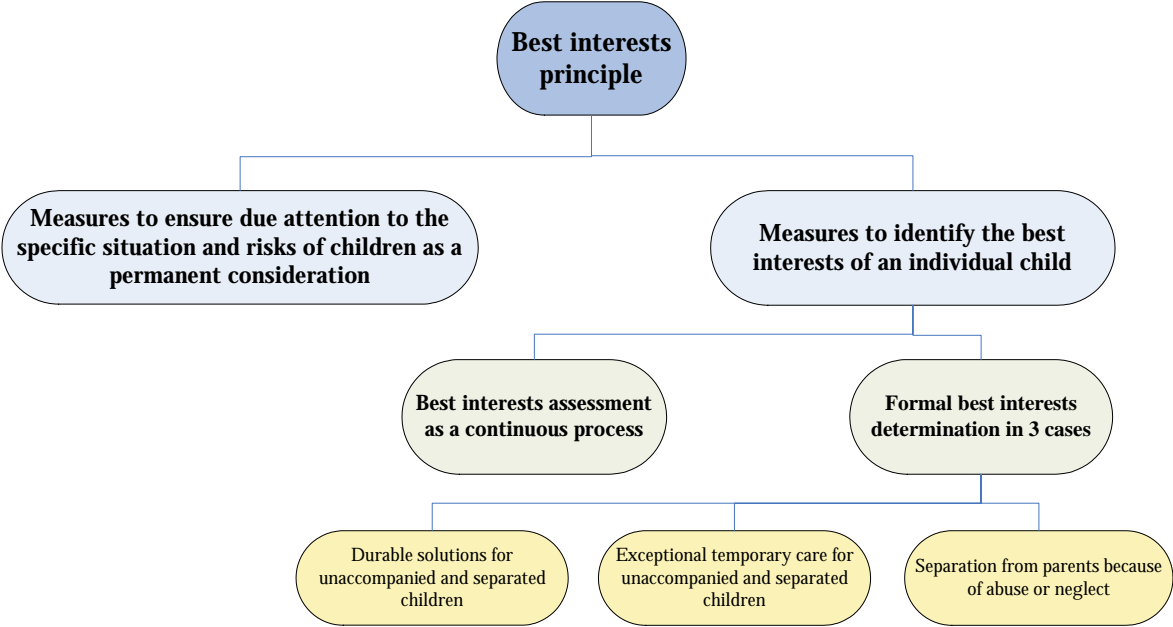 Best interests
principle
Measures to ensure due attention to the
specific situation and risks of children as a
permanent consideration
Measures to identify the best
interests of an individual child
Best interests assessment
as a continuous process
Formal best interests
determination in 3 cases
Durable solutions for
unaccompanied and separated
children
Exceptional temporary care for
unaccompanied and separated
children
Separation from parents because
of abuse or neglect